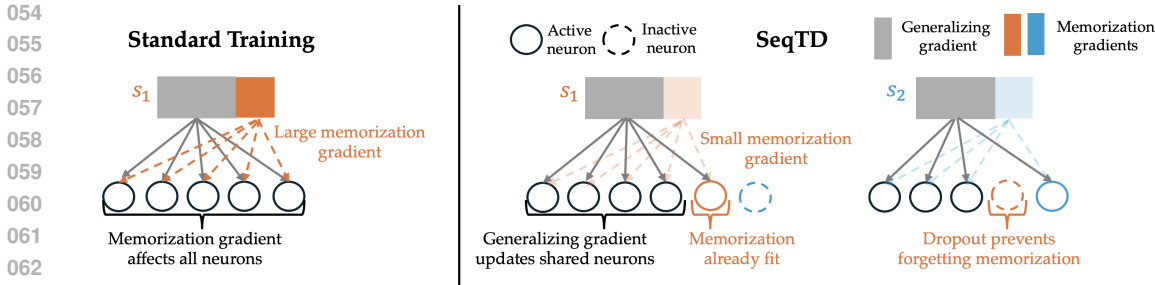 054
055
056
057
058
059
060
061
062
Standard Training
s1
Large memorization
gradient
Memorization gradient
affects all neurons
Active
neuron
Inactive
neuron
SeqTD
Generalizing
gradient
Memorization
gradients
s1
Small memorization
gradient
Generalizing gradient
updates shared neurons
Memorization
already fit
s2
Dropout prevents
forgetting memorization